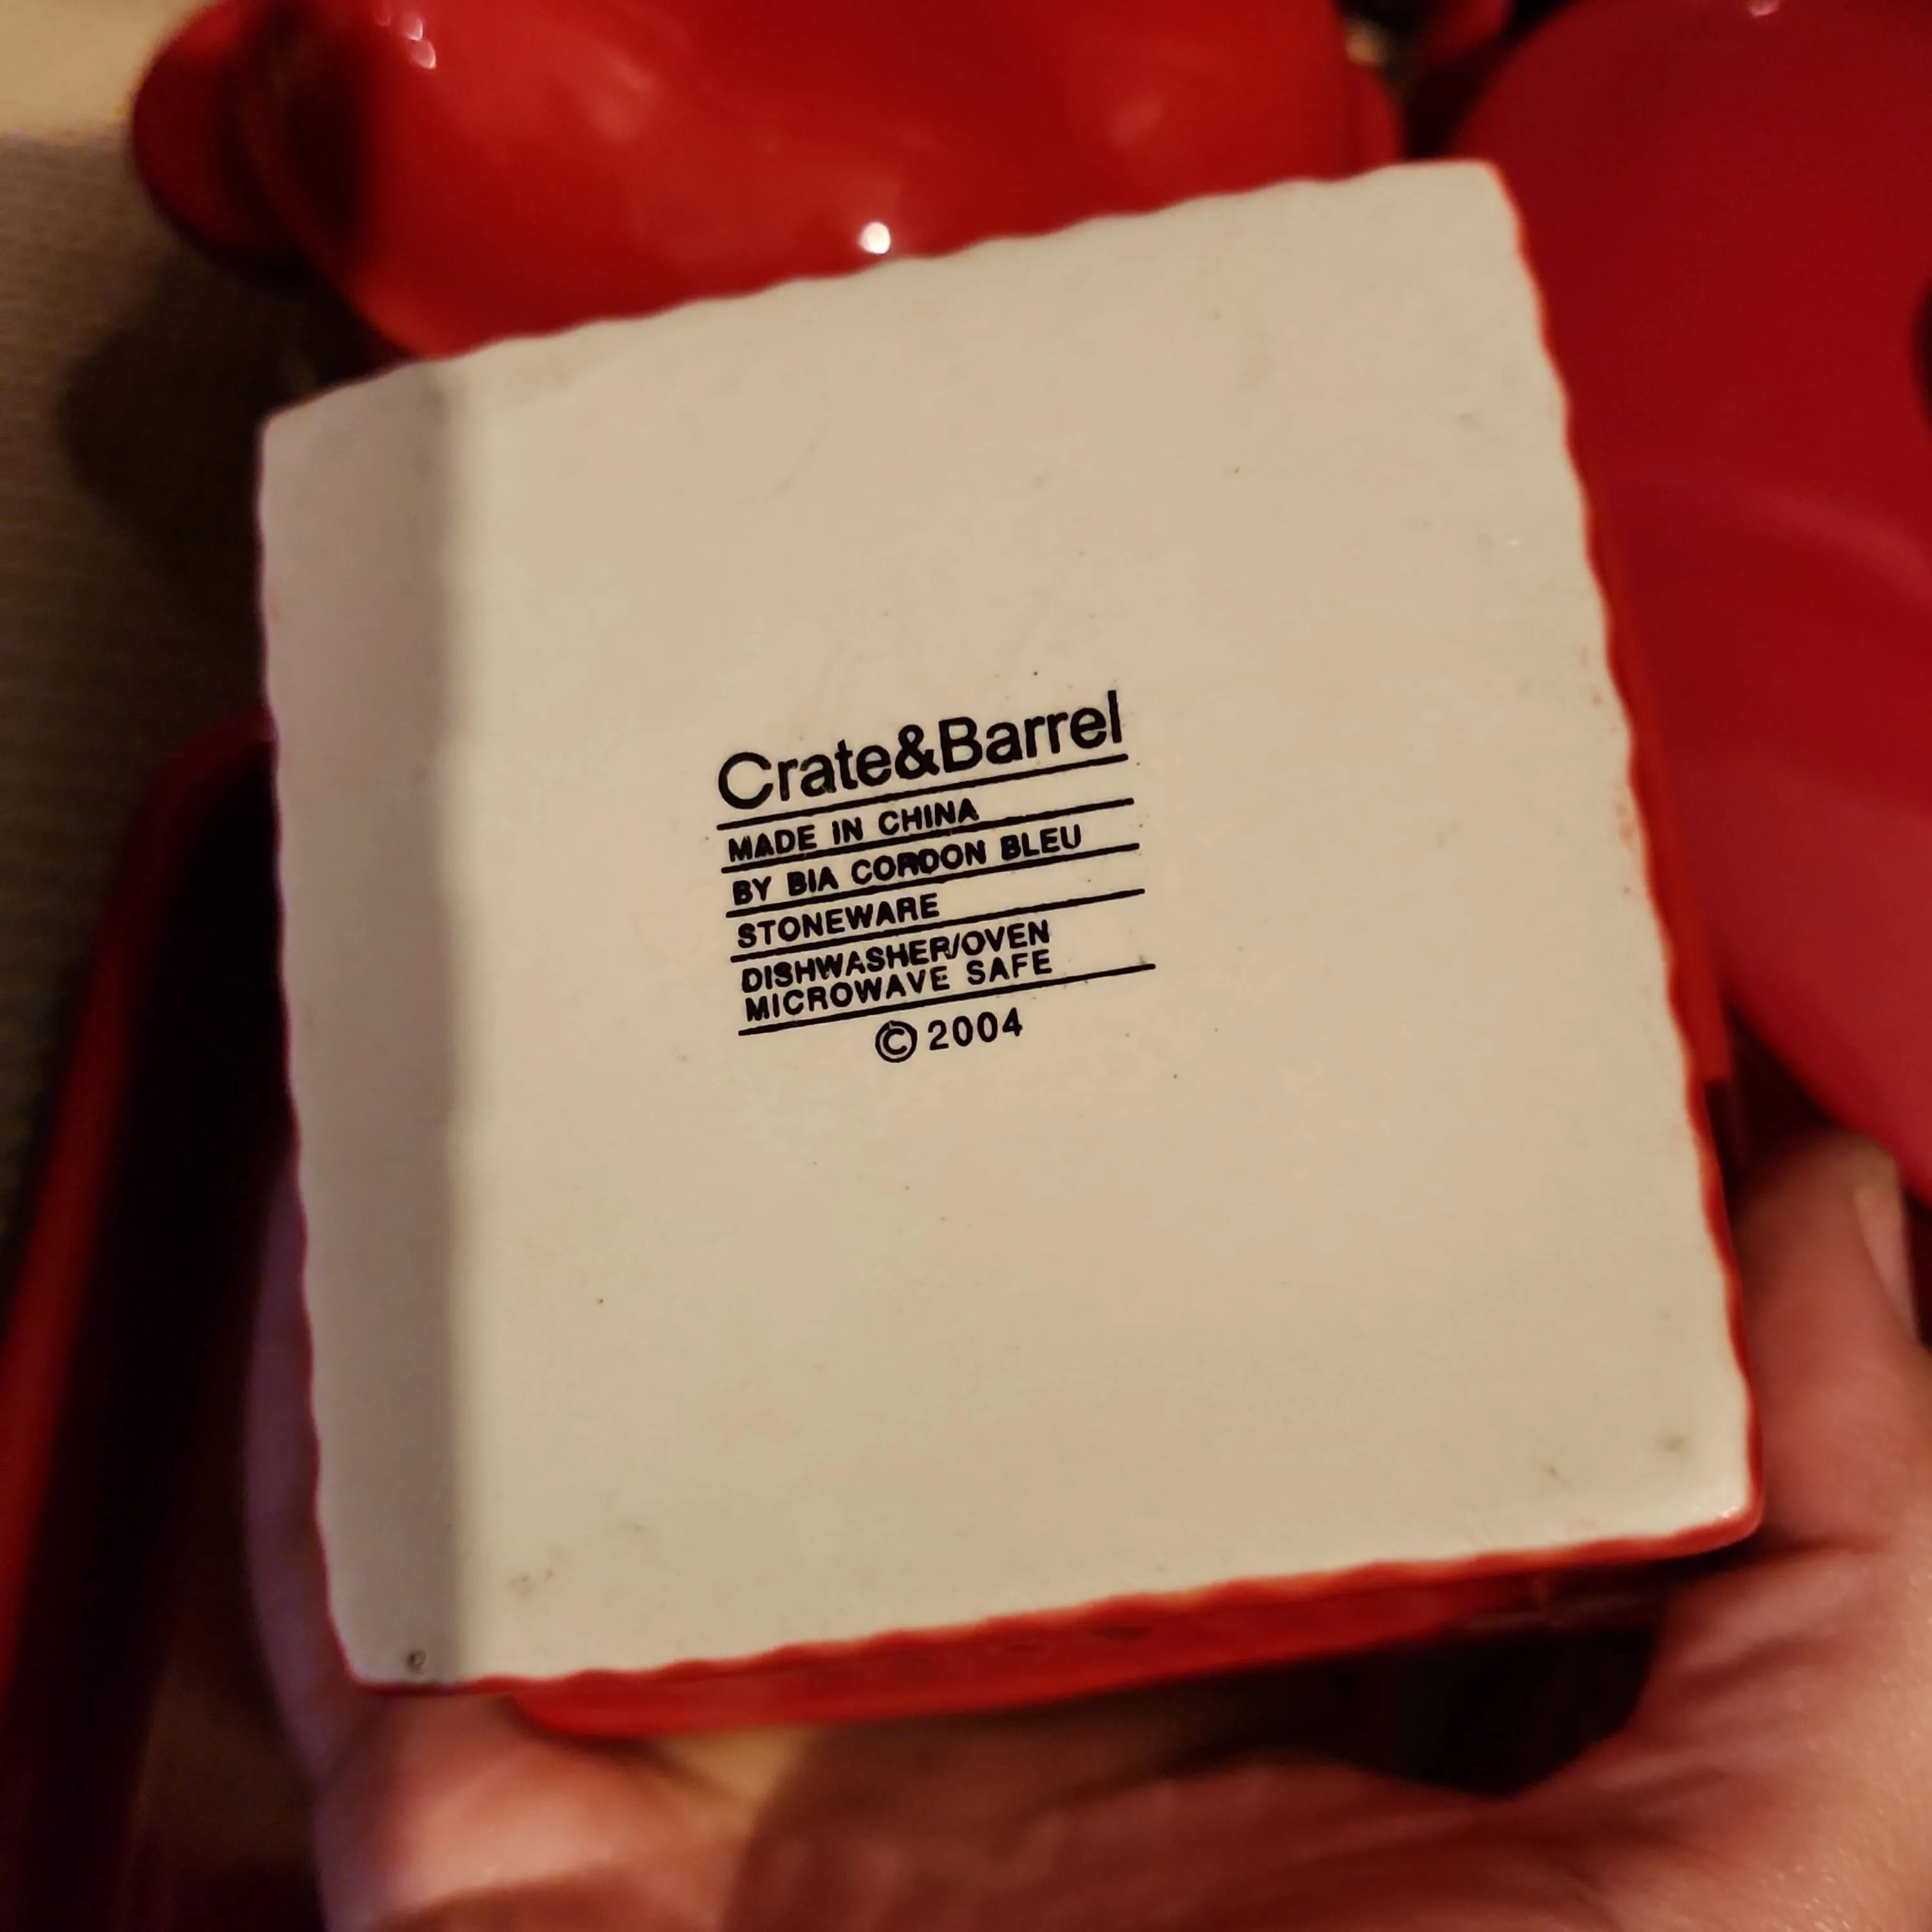 Crate&Barrel
MADE IN CHINA
BY BIA CORDON BLEU
STONEWARE
DISHWASHER/OVEN
MICROWAVE SAFE
© 2004